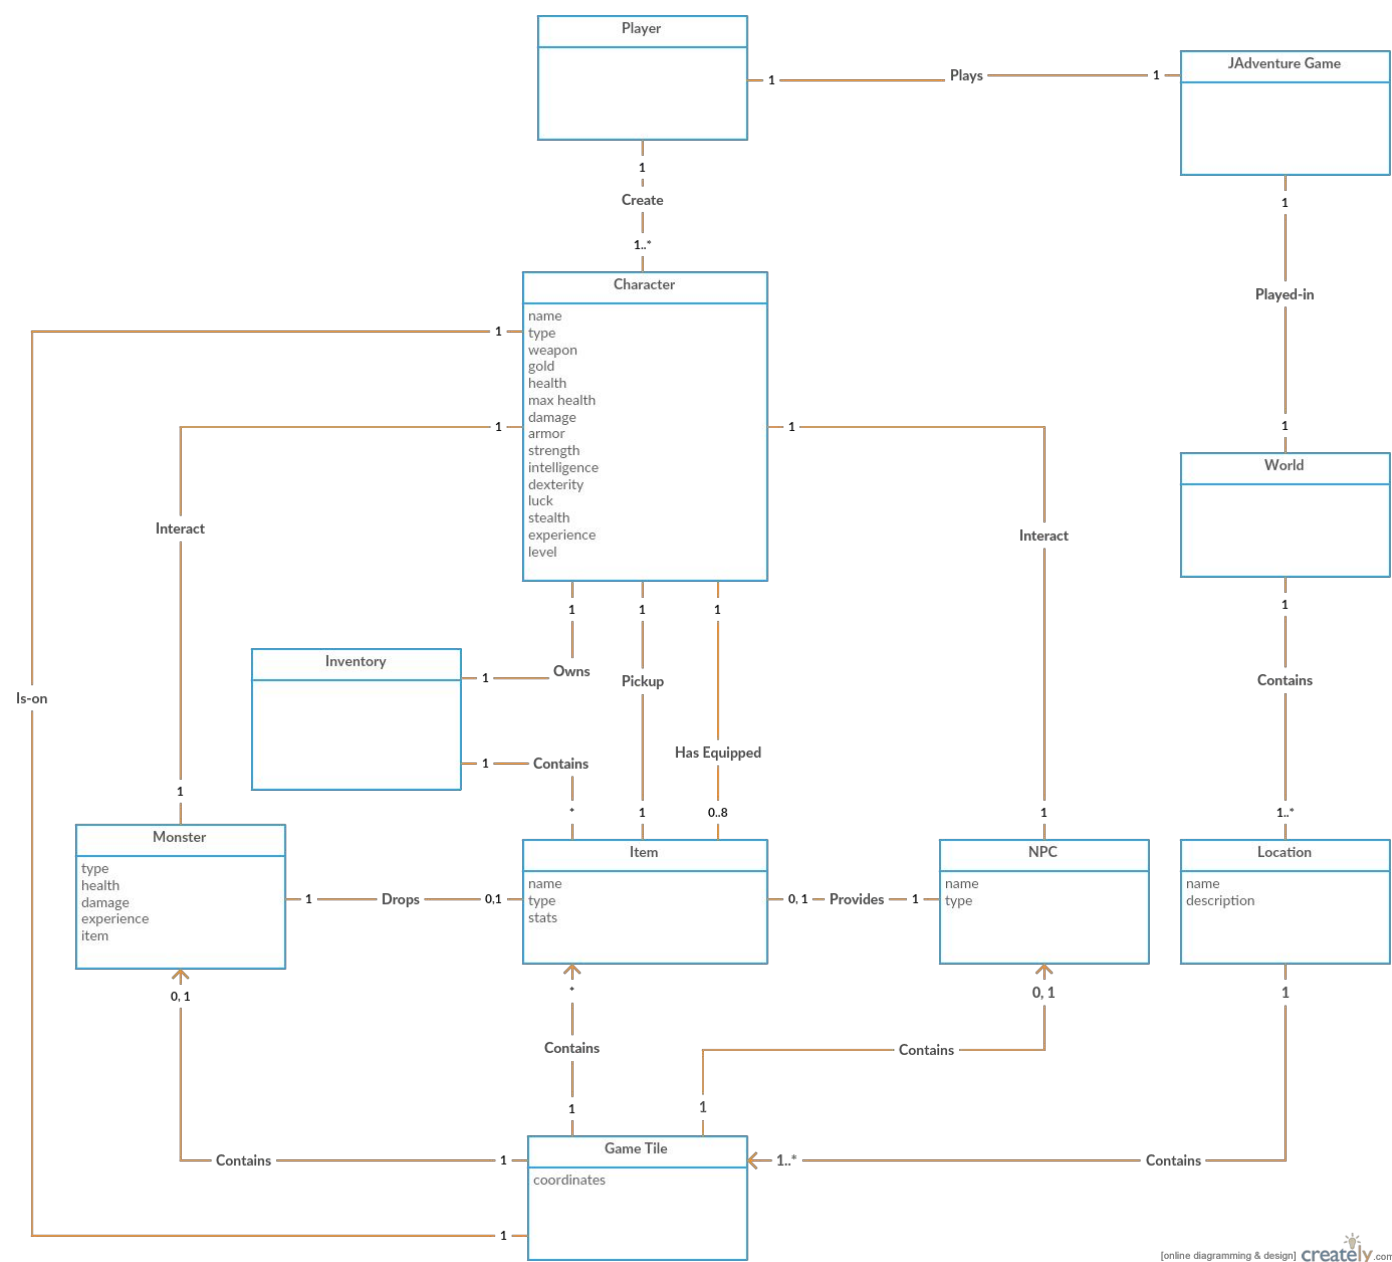 Player
JAdventure Game
1
Plays
1
1
Create
1..*
1
Played-in
1
Character
name
type
weapon
gold
health
max health
damage
armor
strength
intelligence
dexterity
luck
stealth
experience
level
1
1
1
Interact
Interact
World
1
Contains
1..*
1
1
1
Inventory
1
Owns
Pickup
Is-on
Has Equipped
1
Contains
*
1
0..8
1
1
Monster
type
health
damage
experience
item
1
Drops
0,1
Item
name
type
stats
0, 1
Provides
1
NPC
name
type
Location
name
description
0, 1
*
0, 1
1
Contains
Contains
1
1
Game Tile
coordinates
Contains
1
1..*
Contains
1
[online diagramming & design] creately.com